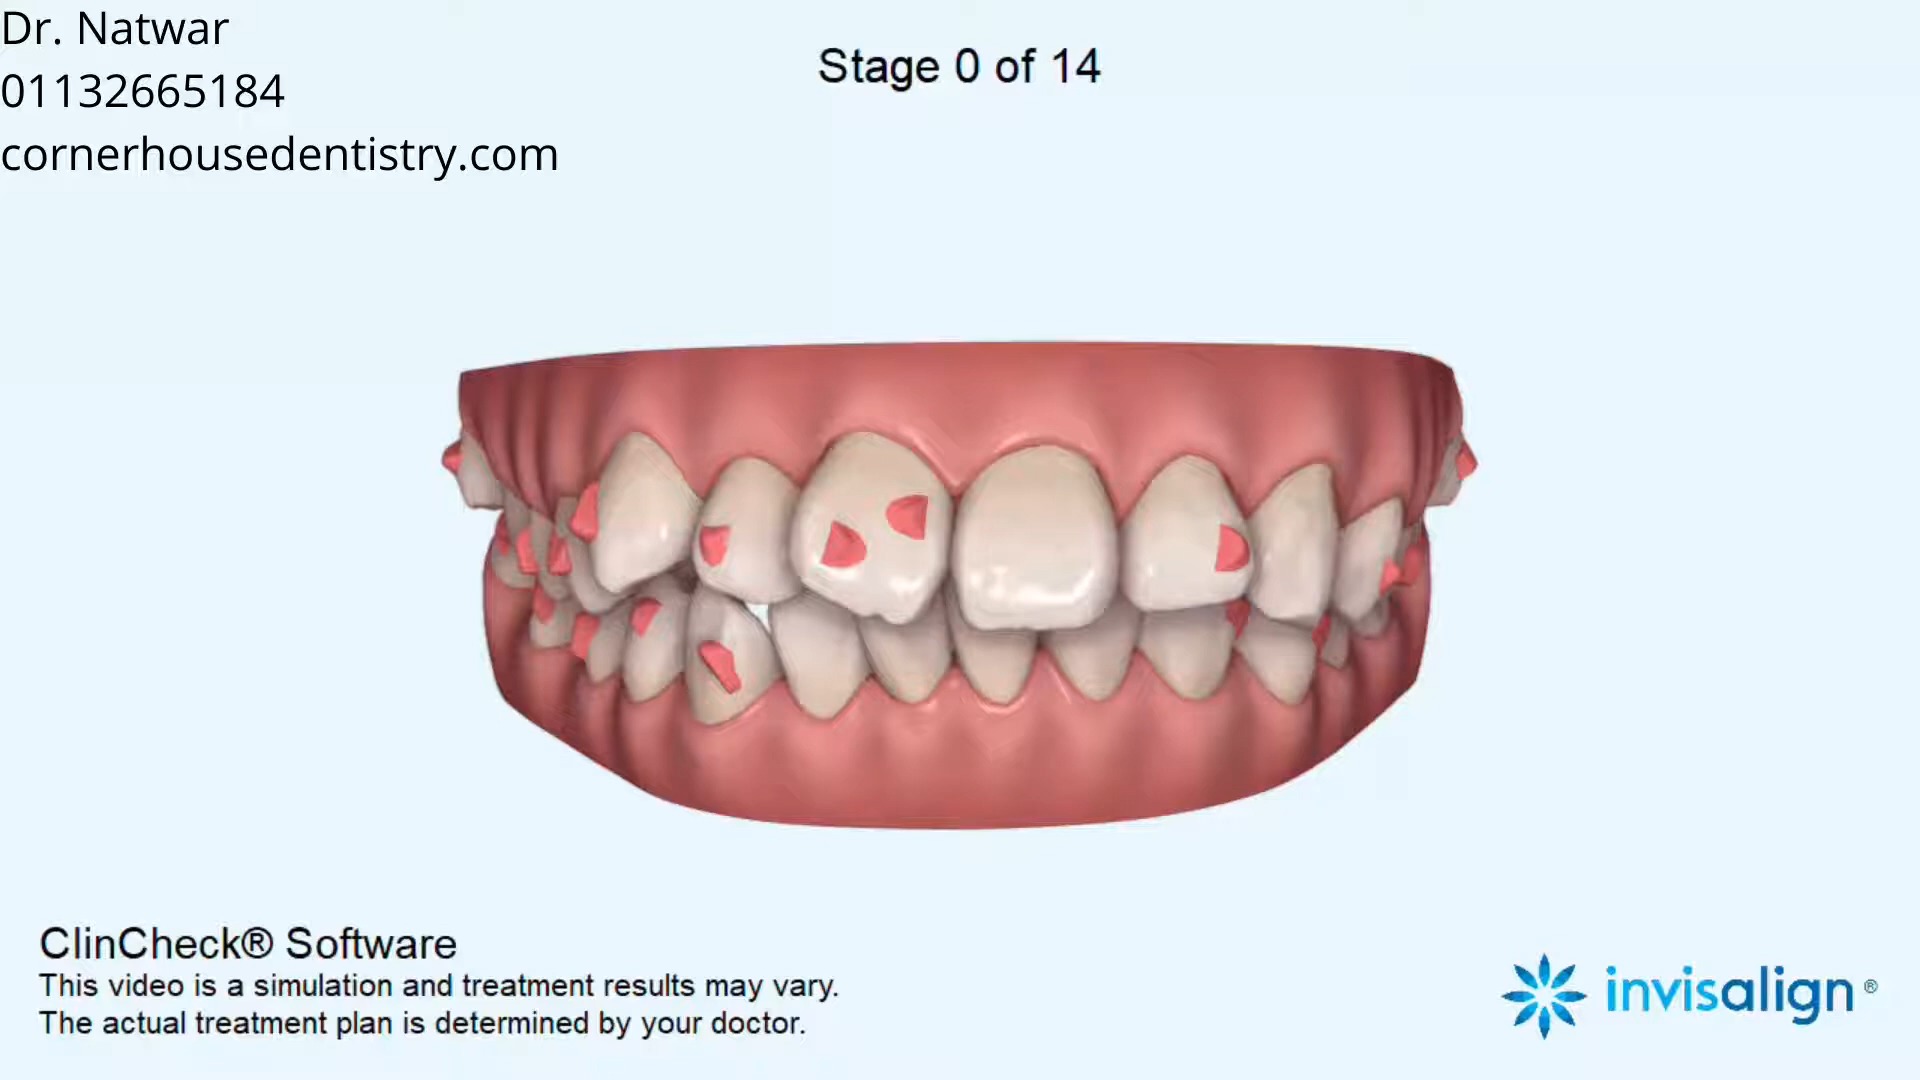 Dr. Natwar
01132665184
cornerhousedentistry.com
Stage 0 of 14
ClinCheck® Software
This video is a simulation and treatment results may vary.
The actual treatment plan is determined by your doctor.
invisalign®